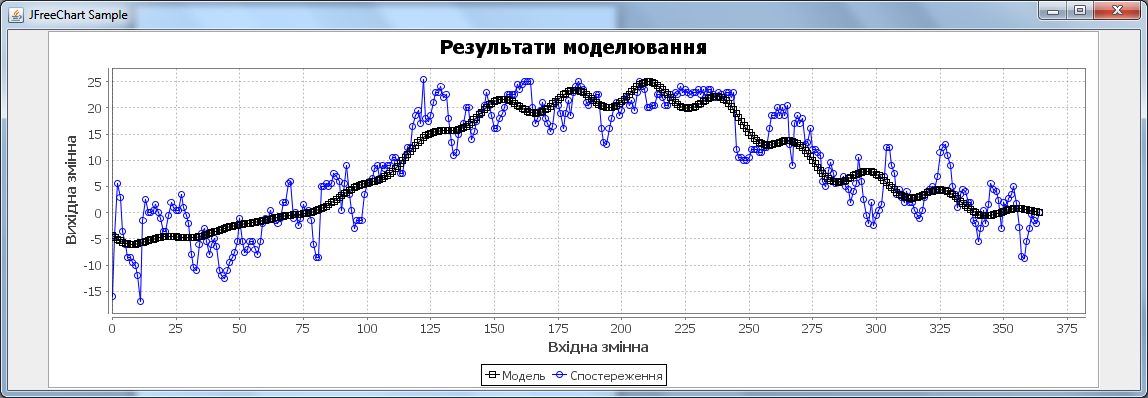 JFreeChart Sample
Результати моделювання
Вихідна змінна
25
20
15
10
5
0
-5
-10
-15
0 25 50 75 100 125 150 175 200 225 250 275 300 325 350 375
Вхідна змінна
Модель Спостереження